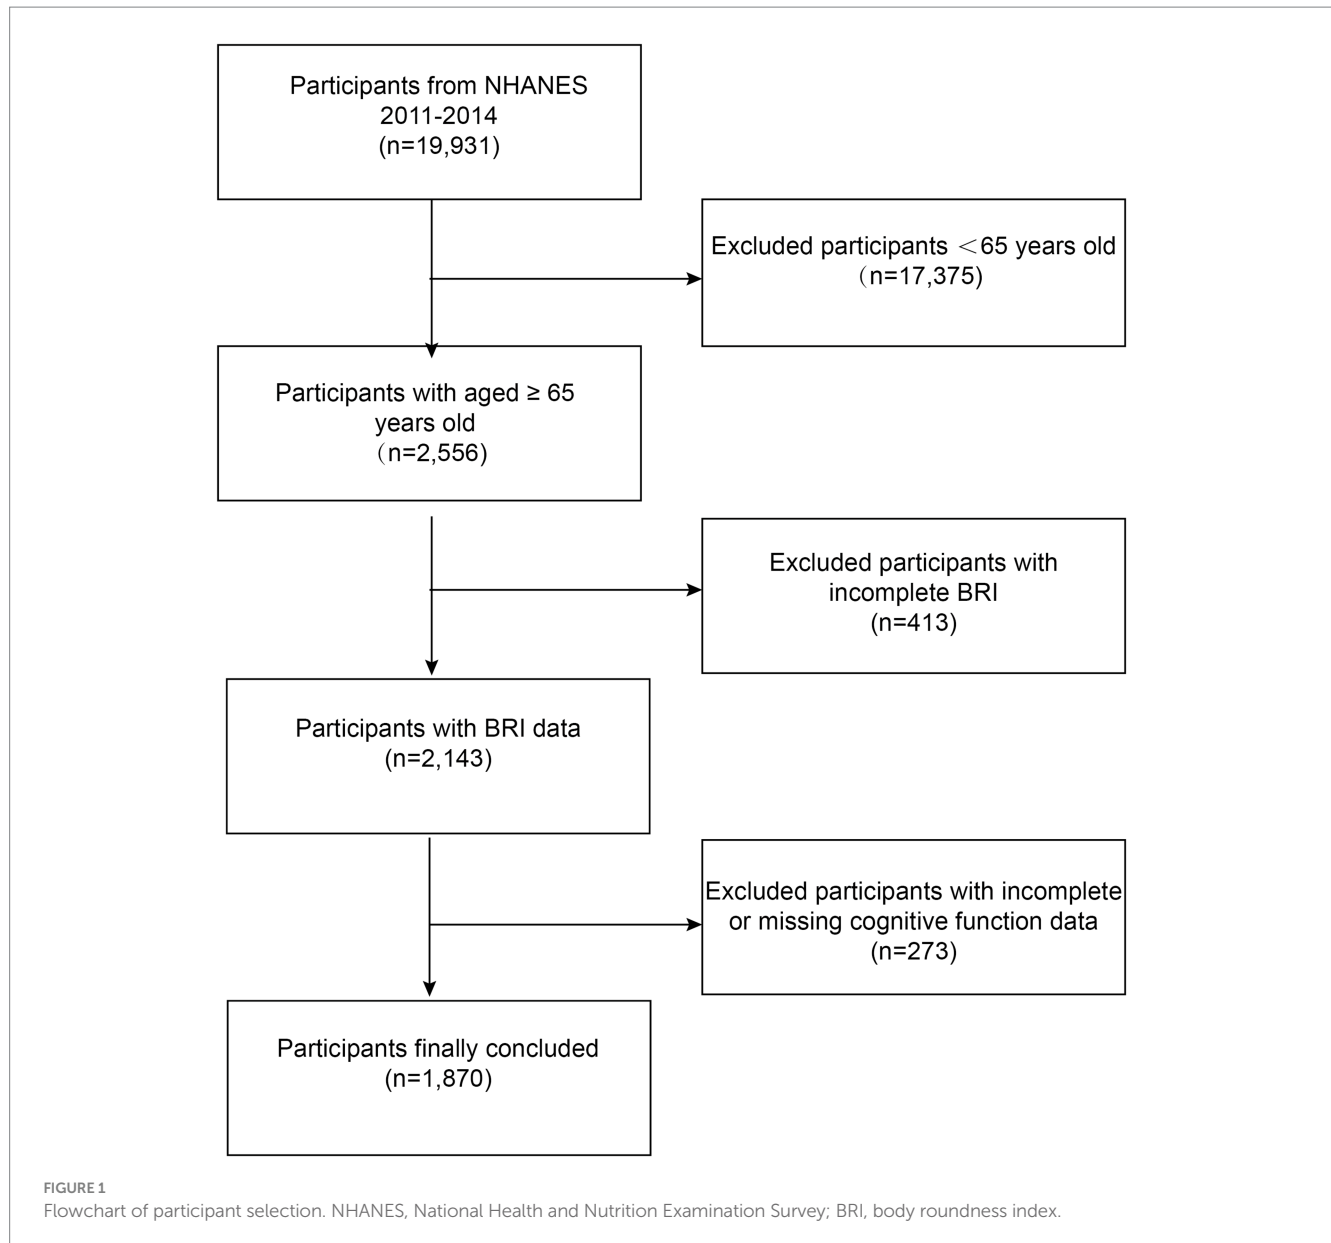 Participants from NHANES
2011-2014
(n=19,931)
Excluded participants <65 years old
(n=17,375)
Participants with aged ≥ 65
years old
(n=2,556)
Excluded participants with
incomplete BRI
(n=413)
Participants with BRI data
(n=2,143)
Excluded participants with incomplete
or missing cognitive function data
(n=273)
Participants finally concluded
(n=1,870)
FIGURE 1
Flowchart of participant selection. NHANES, National Health and Nutrition Examination Survey; BRI, body roundness index.